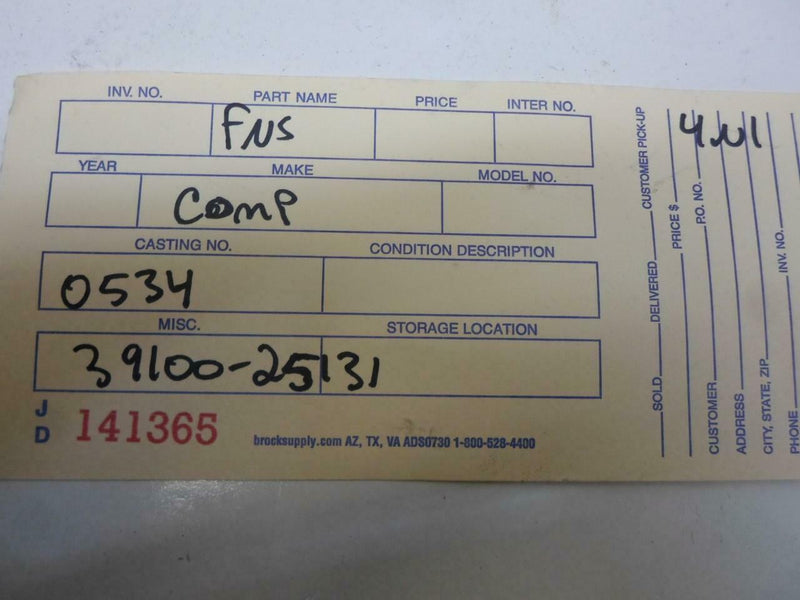 INV. NO. PART NAME PRICE INTER NO.
FNS
YEAR MAKE MODEL NO.
COMP
CASTING NO. CONDITION DESCRIPTION
0534
MISC. STORAGE LOCATION
39100-25131
JD 141365
brocksupply.com AZ, TX, VA ADS0730 1-800-528-4400
SOLD DELIVERED CUSTOMER PICK-UP
PRICE $
P.O. NO.
CUSTOMER
ADDRESS
CITY, STATE, ZIP
INV. NO.
PHONE